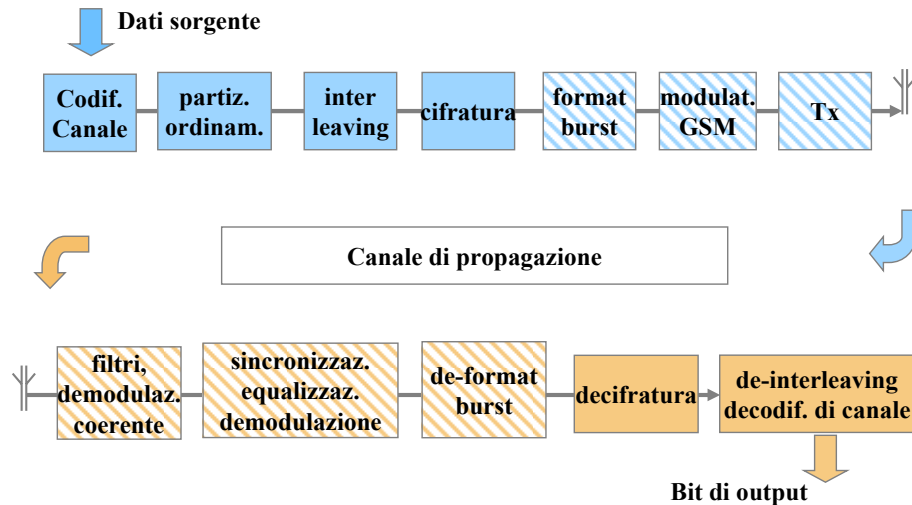 Dati sorgente
Codif.
Canale
partiz.
ordinam.
inter
leaving
cifratura
format
burst
modulat.
GSM
Tx
Canale di propagazione
filtri,
demodulaz.
coerente
sincronizzaz.
equalizzaz.
demodulazione
de-format
burst
decifratura
de-interleaving
decodif. di canale
Bit di output